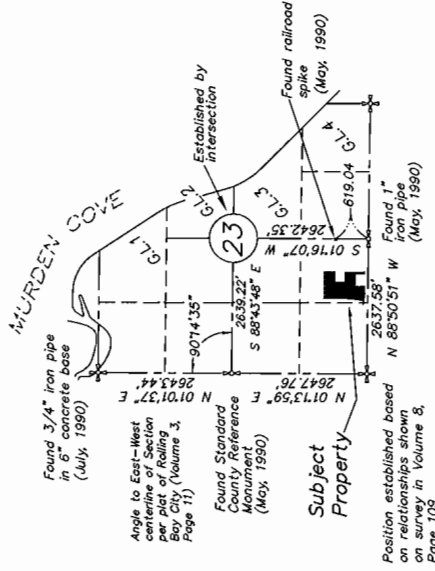 MURDEN COVE
Found 3/4" iron pipe
in 6" concrete base
(July, 1990)
Angle to East-West
centerline of Section
per plat of Rolling
Bay City (Volume 3,
Page 11)
Found Standard
County Reference
Monument
(May, 1990)
Subject
Property
Position established based
on relationships shown
on survey in Volume 8,
Page 109
N 01°01'37" E
2643.44'
90°14'35"
2639.22'
S 88°43'48" E
N 01°13'59" E
2647.76'
G.L.1
G.L.2
G.L.3
G.L.4
23
Established by
intersection
Found railroad
spike
(May, 1990)
S 01°16'07" W
2642.35'
619.04
2637.58'
N 88°50'51" W
Found 1"
iron pipe
(May, 1990)